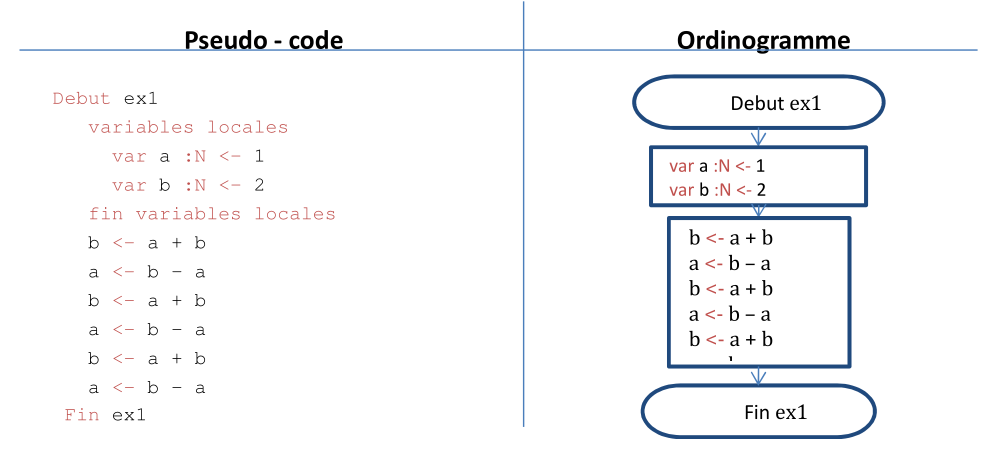 Pseudo - code
Debut ex1
variables locales
var a :N <- 1
var b :N <- 2
fin variables locales
b <- a + b
a <- b - a
b <- a + b
a <- b - a
b <- a + b
a <- b - a
Fin ex1
Ordinogramme
Debut ex1
var a :N <- 1
var b :N <- 2
b <- a + b
a <- b – a
b <- a + b
a <- b – a
b <- a + b
Fin ex1